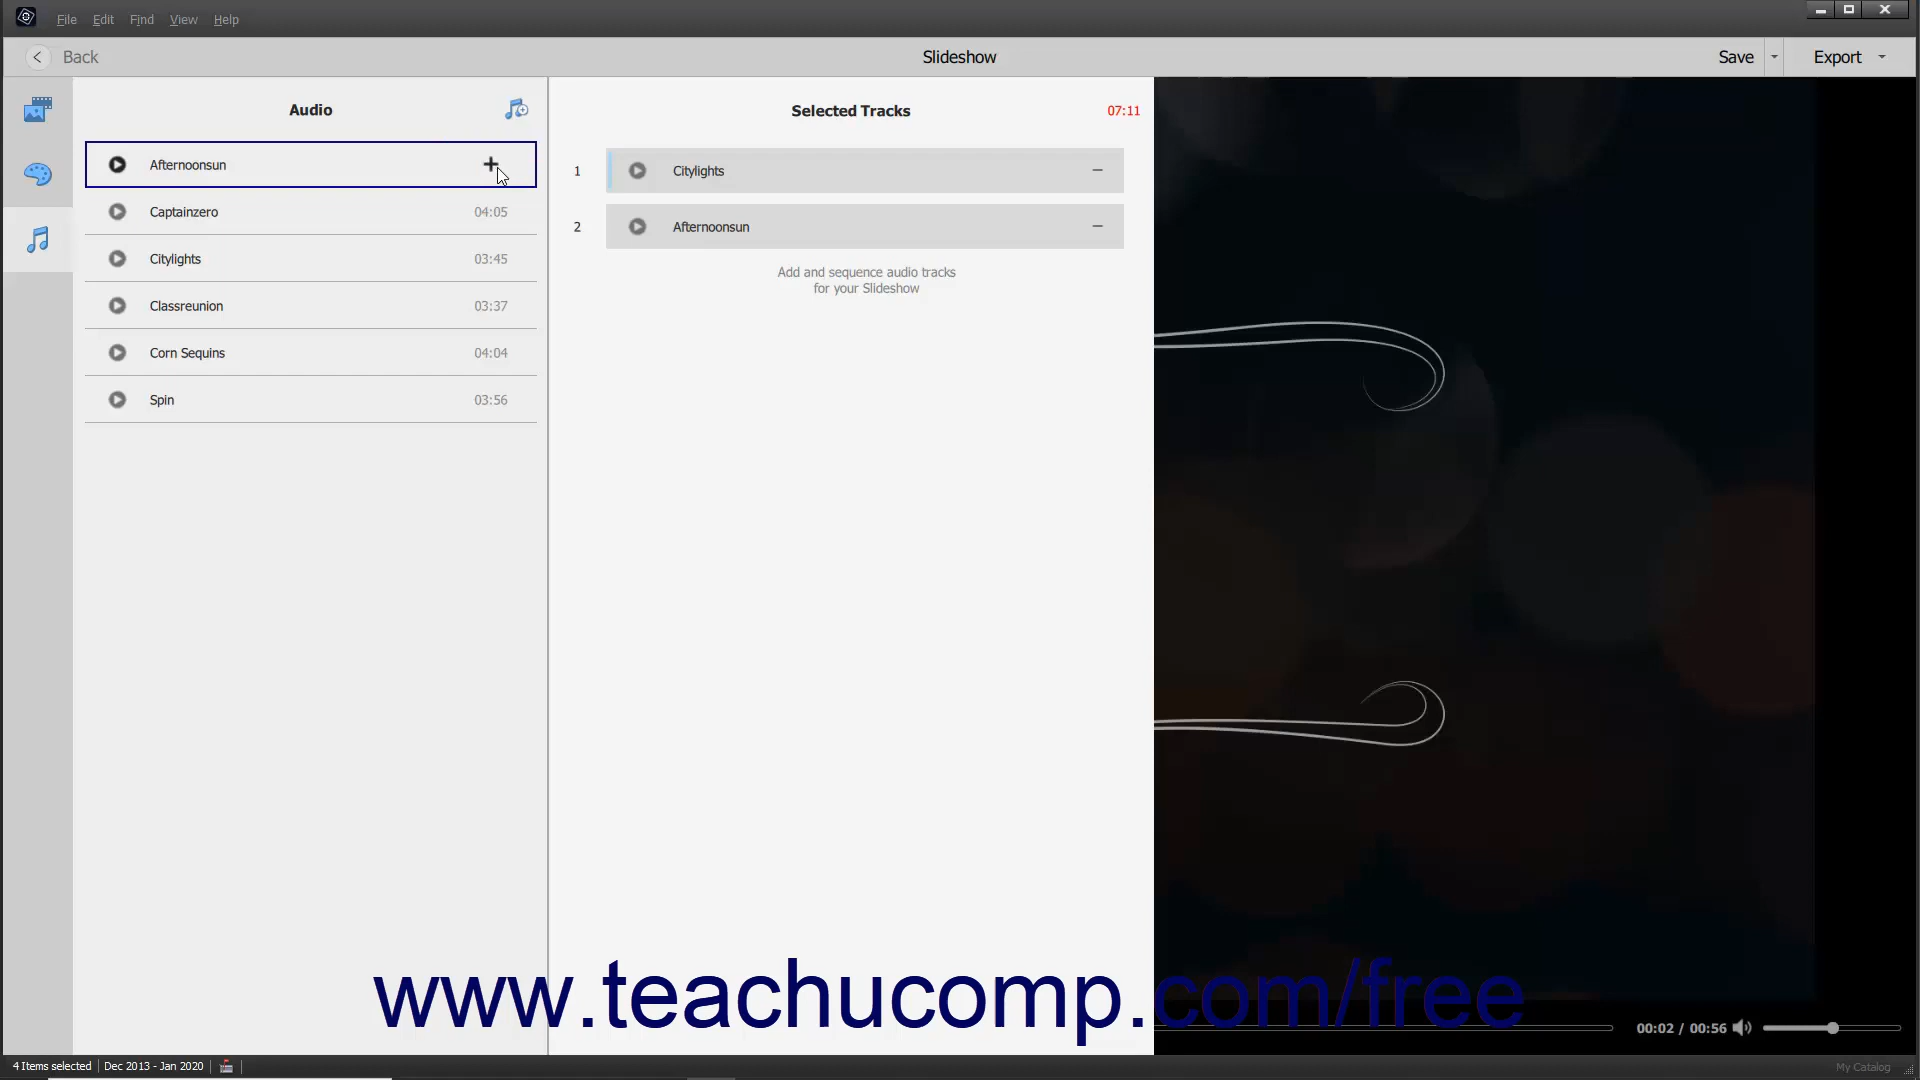 File Edit Find View Help
Back Slideshow Save Export
Audio
Afternoonsun
Captainzero 04:05
Citylights 03:45
Classreunion 03:37
Corn Sequins 04:04
Spin 03:56
Selected Tracks 07:11
1 Citylights
2 Afternoonsun
Add and sequence audio tracks
for your Slideshow
www.teachucomp.com/free
00:02 / 00:56
4 Items selected Dec 2013 - Jan 2020 My Catalog